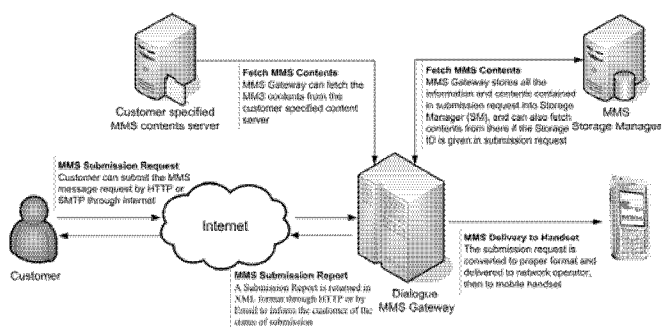 Customer specified
MMS contents server
Fetch MMS Contents
MMS Gateway can fetch the
MMS contents from the
customer specified content
server
Fetch MMS Contents
MMS Gateway stores all the
information and contents contained
in submission request into Storage
Manager (SM), and can also fetch
contents from there if the Storage
ID is given in submission request
MMS
Storage Manager
MMS Submission Request
Customer can submit the MMS
message request by HTTP or
SMTP through internet
Customer
Internet
MMS Submission Report
A Submission Report is returned in
XML format through HTTP or by
Email to inform the customer of the
status of submission
Dialogue
MMS Gateway
MMS Delivery to Handset
The submission request is
converted to proper format and
delivered to network operator,
then to mobile handset